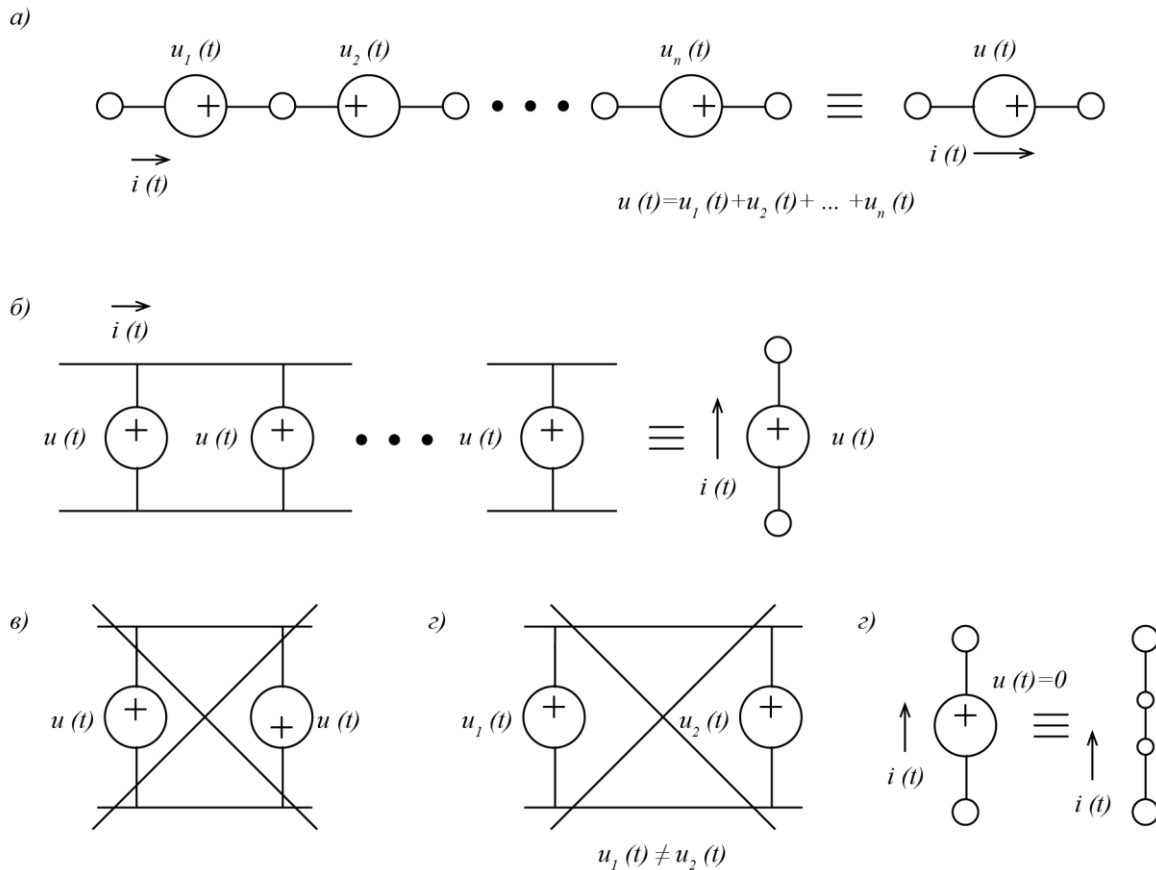 а)
u₁ (t) u₂ (t) uₙ (t) u (t)
+ + • • • + ≡ +
i (t) i (t)
u (t)=u₁ (t)+u₂ (t)+ ... +uₙ (t)
б)
i (t)
u (t) + u (t) + • • • u (t) + ≡ + u (t)
i (t)
в) г) г)
u (t) + + u (t) u₁ (t) + u₂ (t) + u (t)=0
+ ≡
i (t) i (t)
u₁ (t) ≠ u₂ (t)